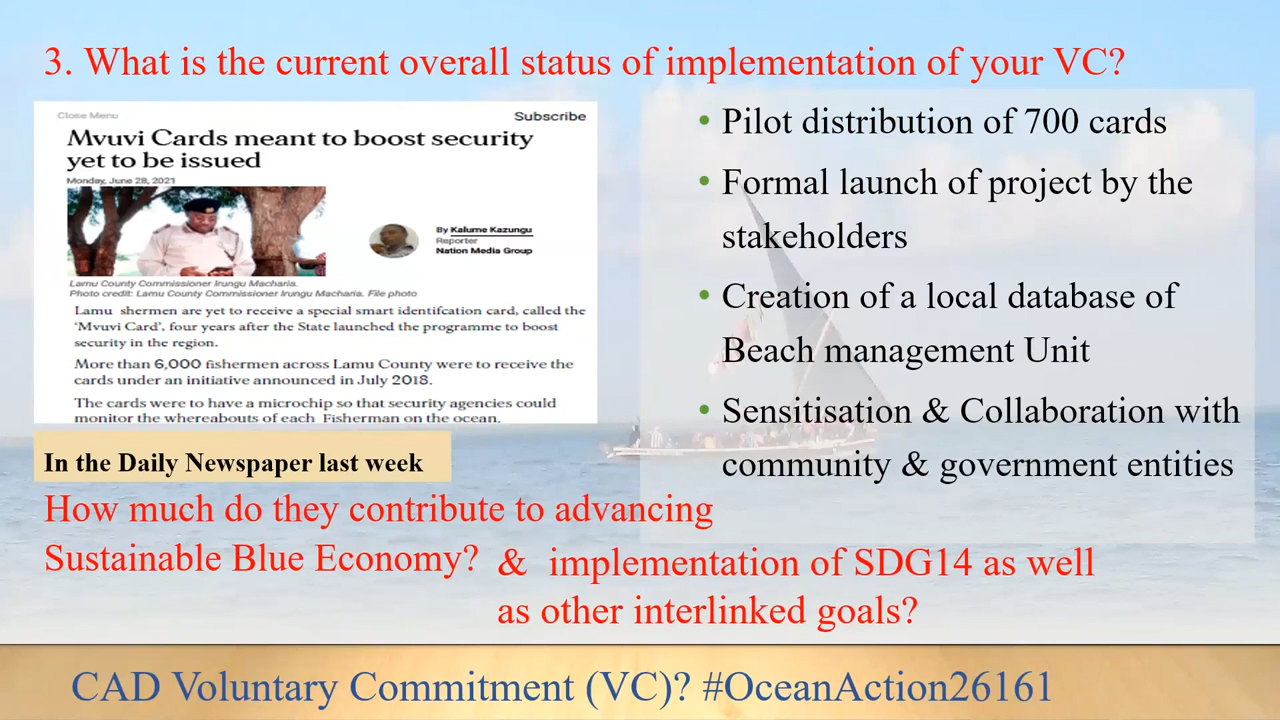 3. What is the current overall status of implementation of your VC?
Close Menu
Subscribe
Mvuvi Cards meant to boost security
yet to be issued
Monday, June 28, 2021
By Kalume Kazungu
Reporter
Nation Media Group
Lamu County Commissioner Irungu Macharia.
Photo credit: Lamu County Commissioner Irungu Macharia. File photo
Lamu shermen are yet to receive a special smart identifcation card, called the
'Mvuvi Card', four years after the State launched the programme to boost
security in the region.
More than 6,000 fishermen across Lamu County were to receive the
cards under an initiative announced in July 2018.
The cards were to have a microchip so that security agencies could
monitor the whereabouts of each Fisherman on the ocean.
In the Daily Newspaper last week
• Pilot distribution of 700 cards
• Formal launch of project by the
stakeholders
• Creation of a local database of
Beach management Unit
• Sensitisation & Collaboration with
community & government entities
How much do they contribute to advancing
Sustainable Blue Economy? & implementation of SDG14 as well
as other interlinked goals?
CAD Voluntary Commitment (VC)? #OceanAction26161